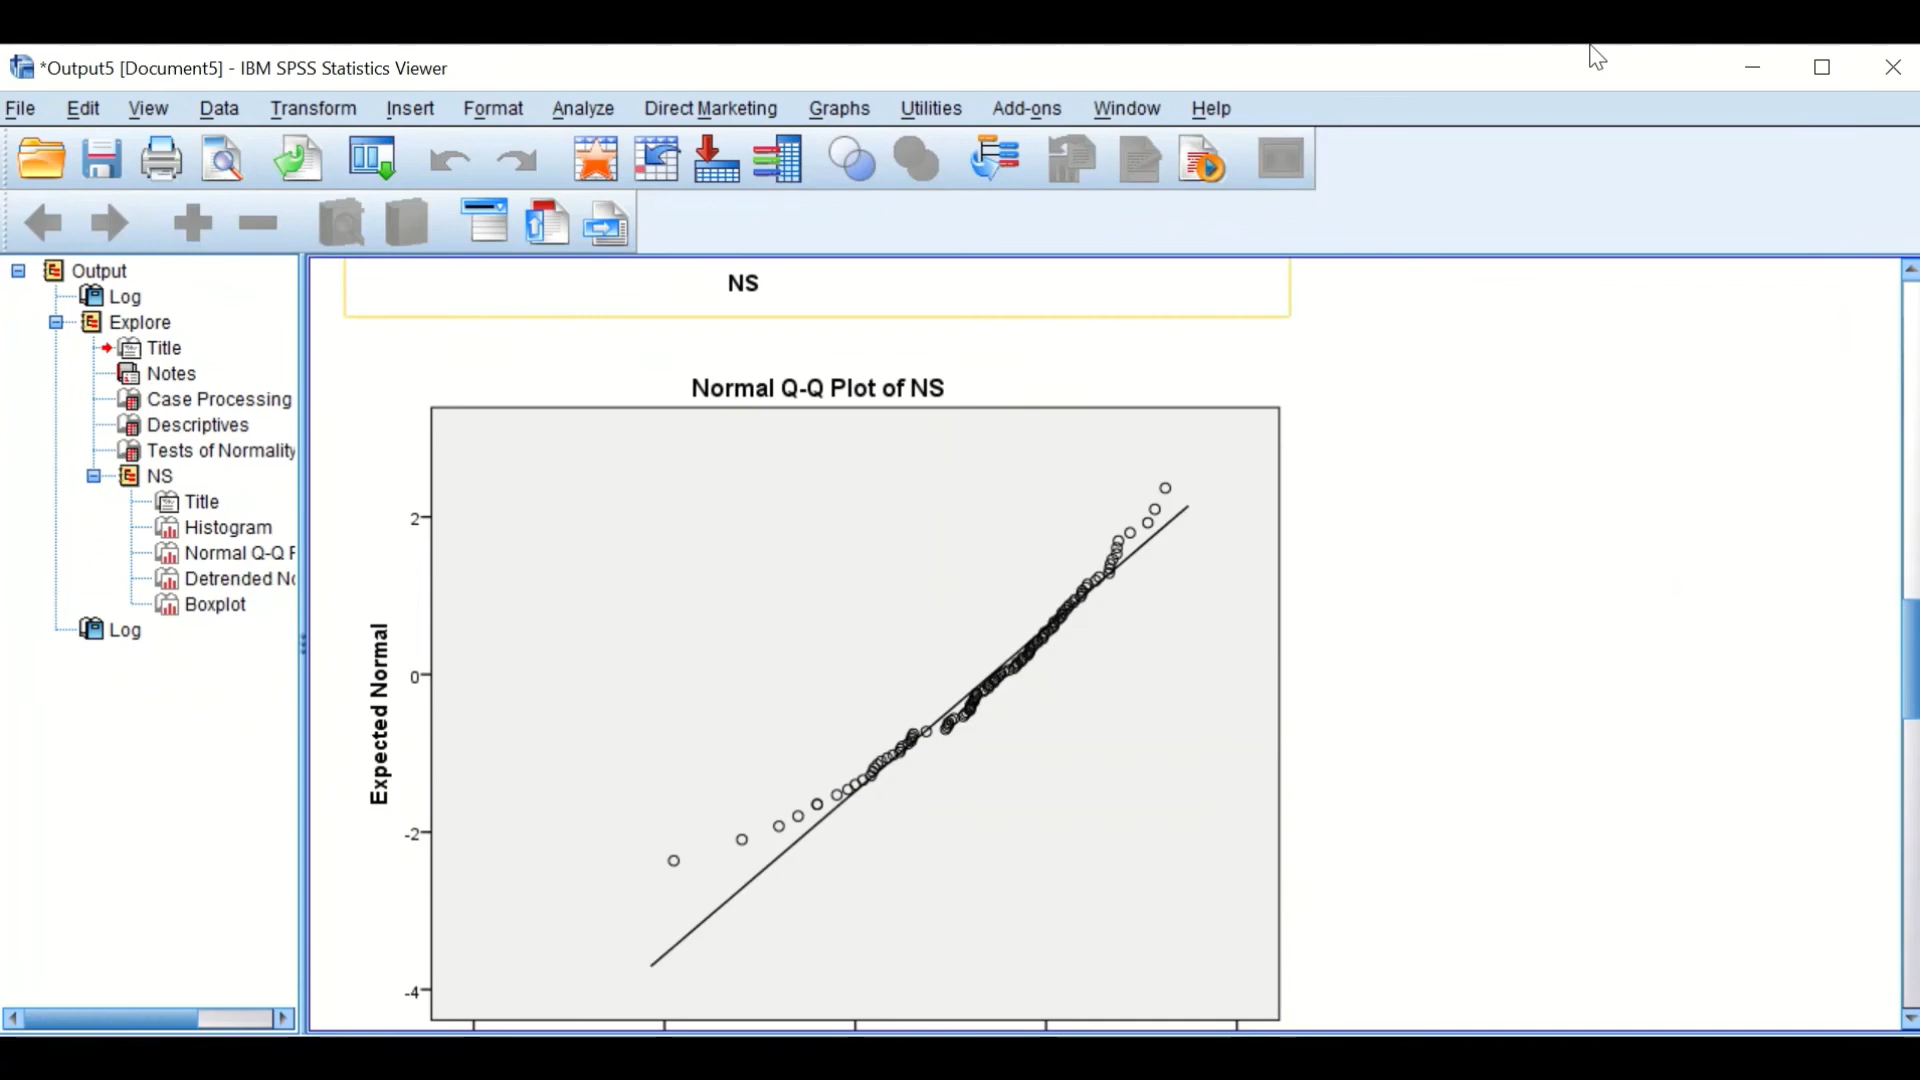 *Output5 [Document5] - IBM SPSS Statistics Viewer
File Edit View Data Transform Insert Format Analyze Direct Marketing Graphs Utilities Add-ons Window Help
Output
Log
Explore
Title
Notes
Case Processing
Descriptives
Tests of Normality
NS
Title
Histogram
Normal Q-Q P
Detrended No
Boxplot
Log
NS
Normal Q-Q Plot of NS
Expected Normal
2
0
-2
-4